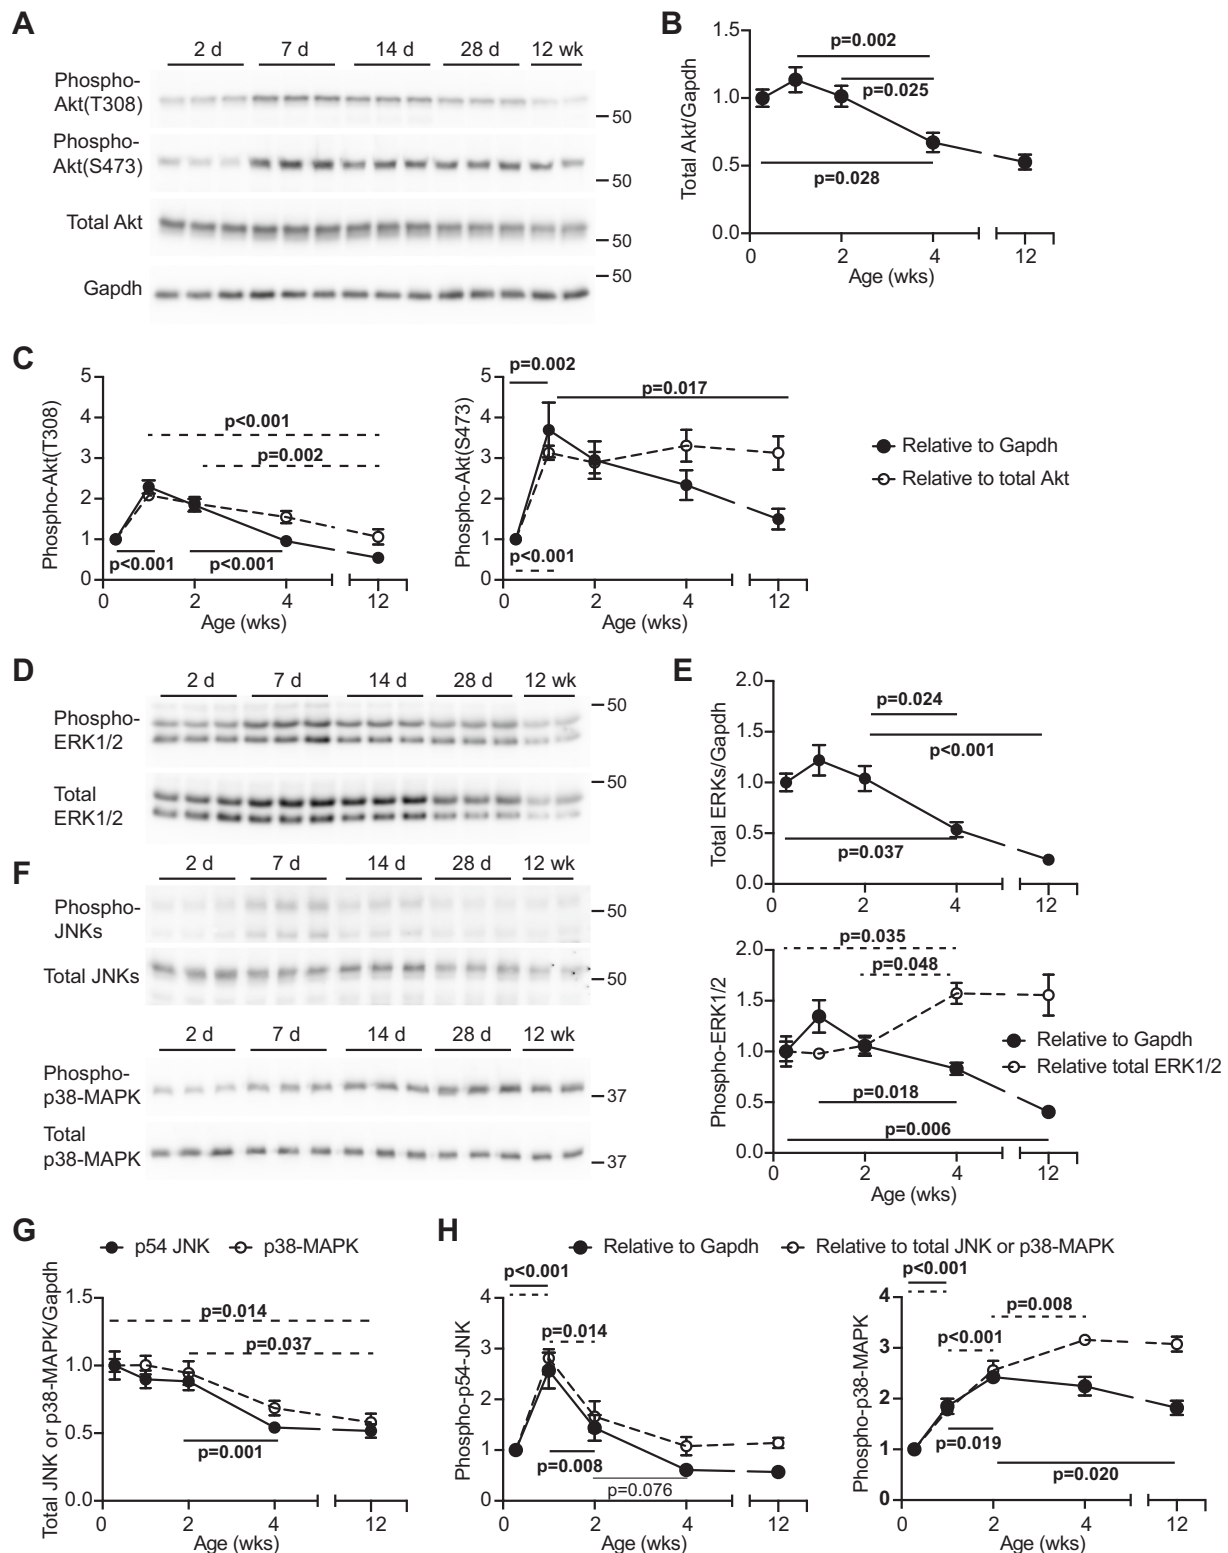 A
2 d 7 d 14 d 28 d 12 wk
Phospho-
Akt(T308)
50
Phospho-
Akt(S473)
50
Total Akt
50
Gapdh
50
B
Total Akt/Gapdh
1.5
1.0
0.5
0.0
p=0.002
p=0.025
p=0.028
0 2 4 12
Age (wks)
C
Phospho-Akt(T308)
5
4
3
2
1
0
p<0.001
p=0.002
p<0.001 p<0.001
0 2 4 12
Age (wks)
Phospho-Akt(S473)
5
4
3
2
1
0
p=0.002
p=0.017
p<0.001
0 2 4 12
Age (wks)
Relative to Gapdh
Relative to total Akt
D
2 d 7 d 14 d 28 d 12 wk
Phospho-
ERK1/2
50
Total
ERK1/2
50
E
Total ERKs/Gapdh
2.0
1.5
1.0
0.5
0.0
p=0.024
p<0.001
p=0.037
0 2 4 12
Phospho-ERK1/2
2.0
1.5
1.0
0.5
0.0
p=0.035
p=0.048
p=0.018
p=0.006
0 2 4 12
Age (wks)
Relative to Gapdh
Relative total ERK1/2
F
2 d 7 d 14 d 28 d 12 wk
Phospho-
JNKs
50
Total JNKs
50
2 d 7 d 14 d 28 d 12 wk
Phospho-
p38-MAPK
37
Total
p38-MAPK
37
G
p54 JNK p38-MAPK
Total JNK or p38-MAPK/Gapdh
1.5
1.0
0.5
0.0
p=0.014
p=0.037
p=0.001
0 2 4 12
Age (wks)
H
Relative to Gapdh Relative to total JNK or p38-MAPK
Phospho-p54-JNK
4
3
2
1
0
p<0.001
p=0.014
p=0.008
p=0.076
0 2 4 12
Age (wks)
Phospho-p38-MAPK
4
3
2
1
0
p<0.001
p=0.008
p<0.001
p=0.019
p=0.020
0 2 4 12
Age (wks)